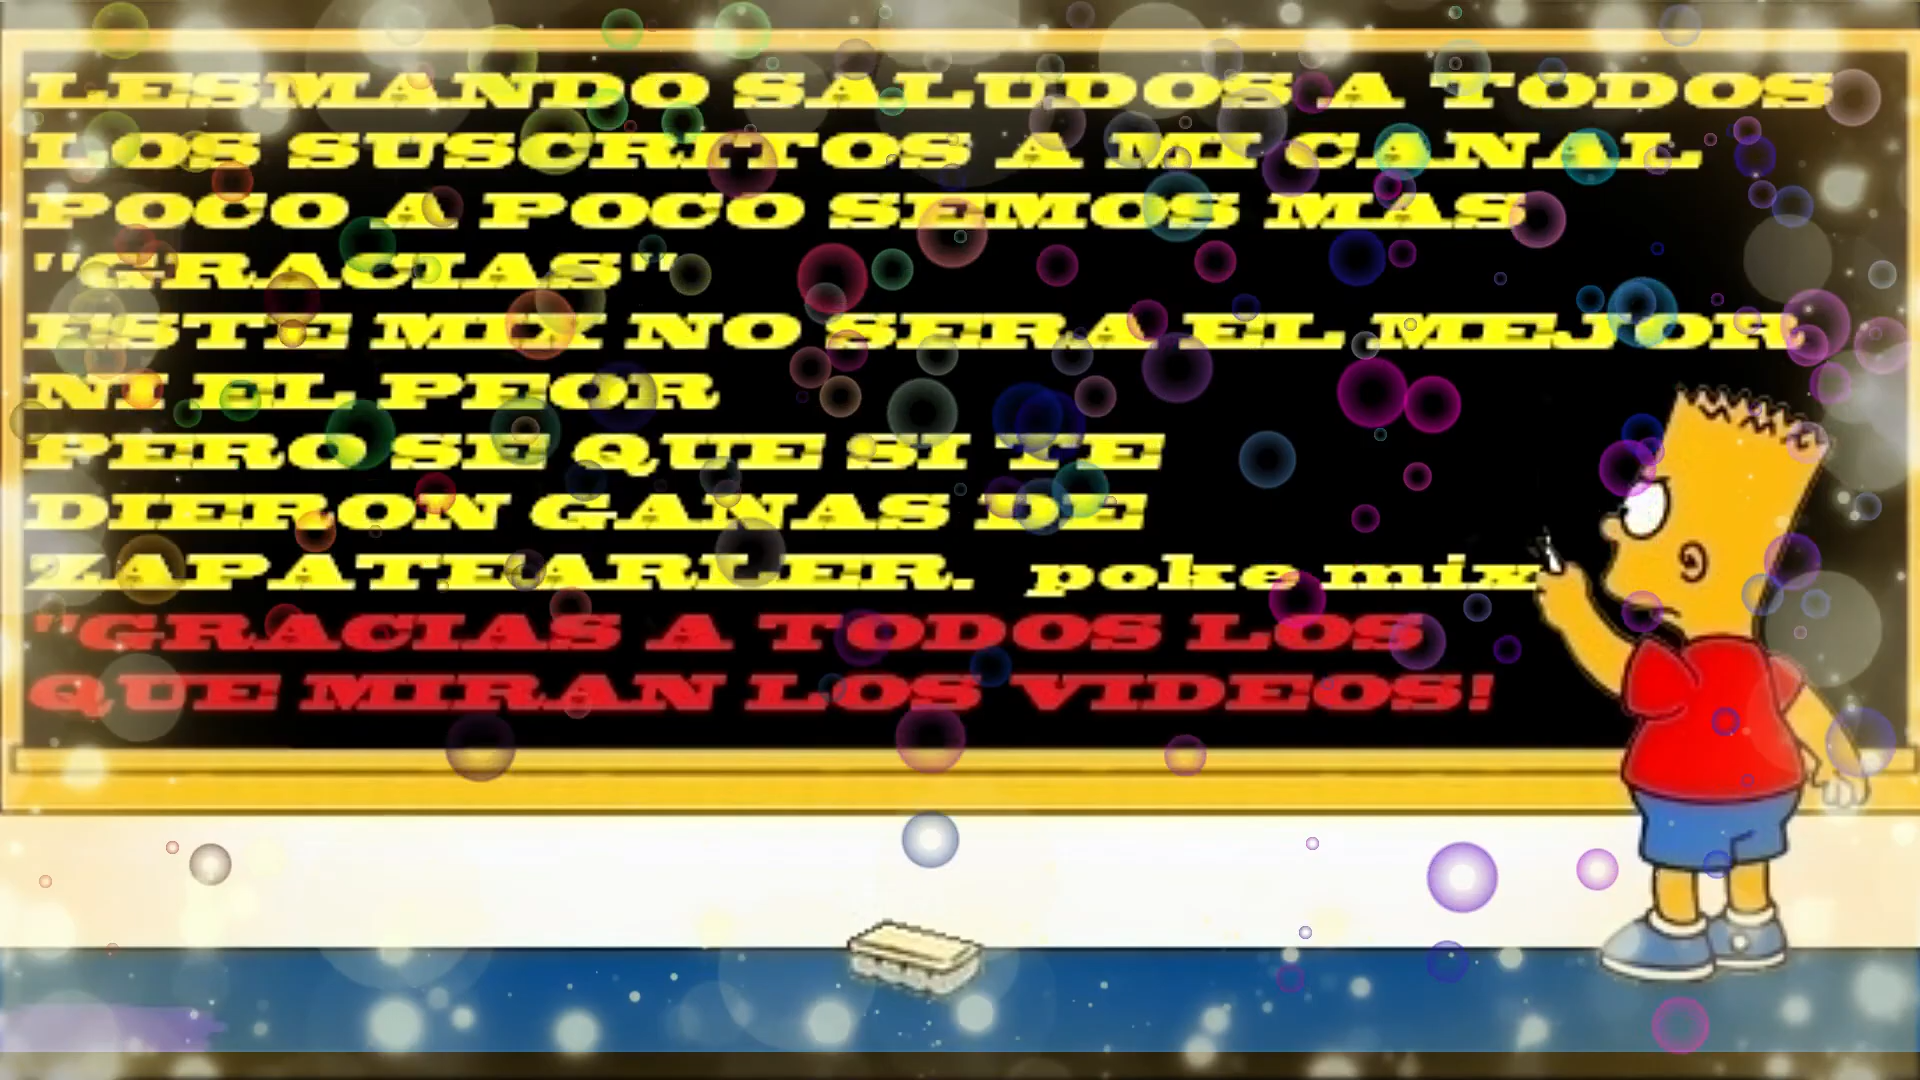 LESMANDO SALUDOS A TODOS
LOS SUSCRITOS A MI CANAL
POCO A POCO SEMOS MAS
"GRACIAS"
ESTE MIX NO SERA EL MEJOR
NI EL PEOR
PERO SE QUE SI TE
DIERON GANAS DE
ZAPATEARLER. poke mix
"GRACIAS A TODOS LOS
QUE MIRAN LOS VIDEOS!